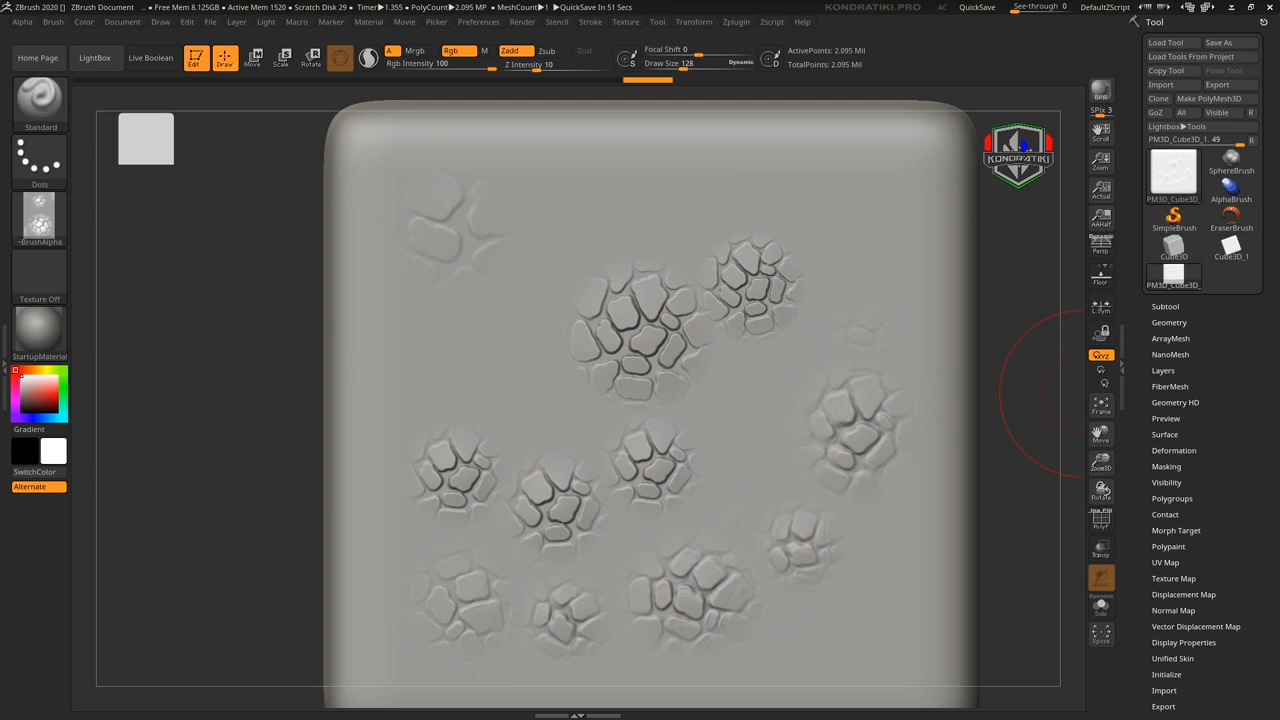 ZBrush 2020 [] ZBrush Document .. • Free Mem 8.125GB • Active Mem 1520 • Scratch Disk 29 • Timer▶1.355 • PolyCount▶2.095 MP • MeshCount▶1 ▶QuickSave In 51 Secs KONDRATIKI.PRO AC QuickSave See-through 0 DefaultZScript
Alpha Brush Color Document Draw Edit File Layer Light Macro Marker Material Movie Picker Preferences Render Stencil Stroke Texture Tool Transform Zplugin Zscript Help
Home Page LightBox Live Boolean
Edit Draw Move Scale Rotate
A Mrgb Rgb M Zadd Zsub Zcut
Rgb Intensity 100 Z Intensity 10
S Focal Shift 0
Draw Size 128 Dynamic
D
ActivePoints: 2.095 Mil
TotalPoints: 2.095 Mil
Standard
Dots
~BrushAlpha
Texture Off
StartupMaterial
Gradient
SwitchColor
Alternate
KONDRATIKI
BPR
SPix 3
Scroll
Zoom
Actual
AAHalf
Dynamic
Persp
Floor
L.Sym
XYZ
Frame
Move
Zoom3D
Rotate
Line Fill
PolyF
Transp
Dynamic
Solo
Xpose
Tool
Load Tool Save As
Load Tools From Project
Copy Tool Paste Tool
Import Export
Clone Make PolyMesh3D
GoZ All Visible R
Lightbox▶Tools
PM3D_Cube3D_1. 49 R
PM3D_Cube3D_ SphereBrush
AlphaBrush
SimpleBrush EraserBrush
Cube3D Cube3D_1
PM3D_Cube3D_
Subtool
Geometry
ArrayMesh
NanoMesh
Layers
FiberMesh
Geometry HD
Preview
Surface
Deformation
Masking
Visibility
Polygroups
Contact
Morph Target
Polypaint
UV Map
Texture Map
Displacement Map
Normal Map
Vector Displacement Map
Display Properties
Unified Skin
Initialize
Import
Export